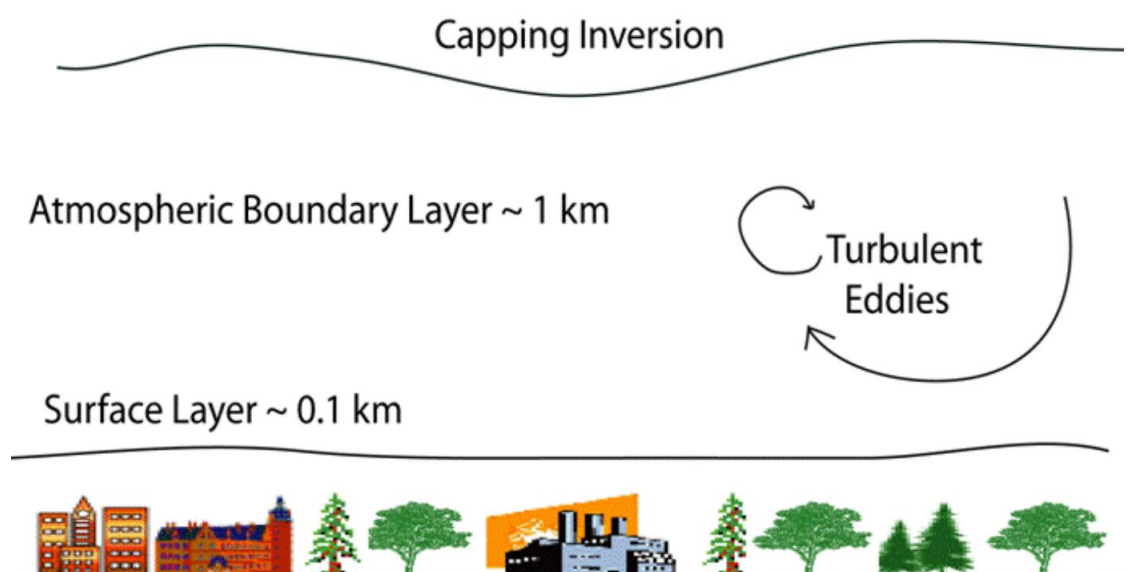 Capping Inversion
Atmospheric Boundary Layer ~ 1 km
Turbulent
Eddies
Surface Layer ~ 0.1 km